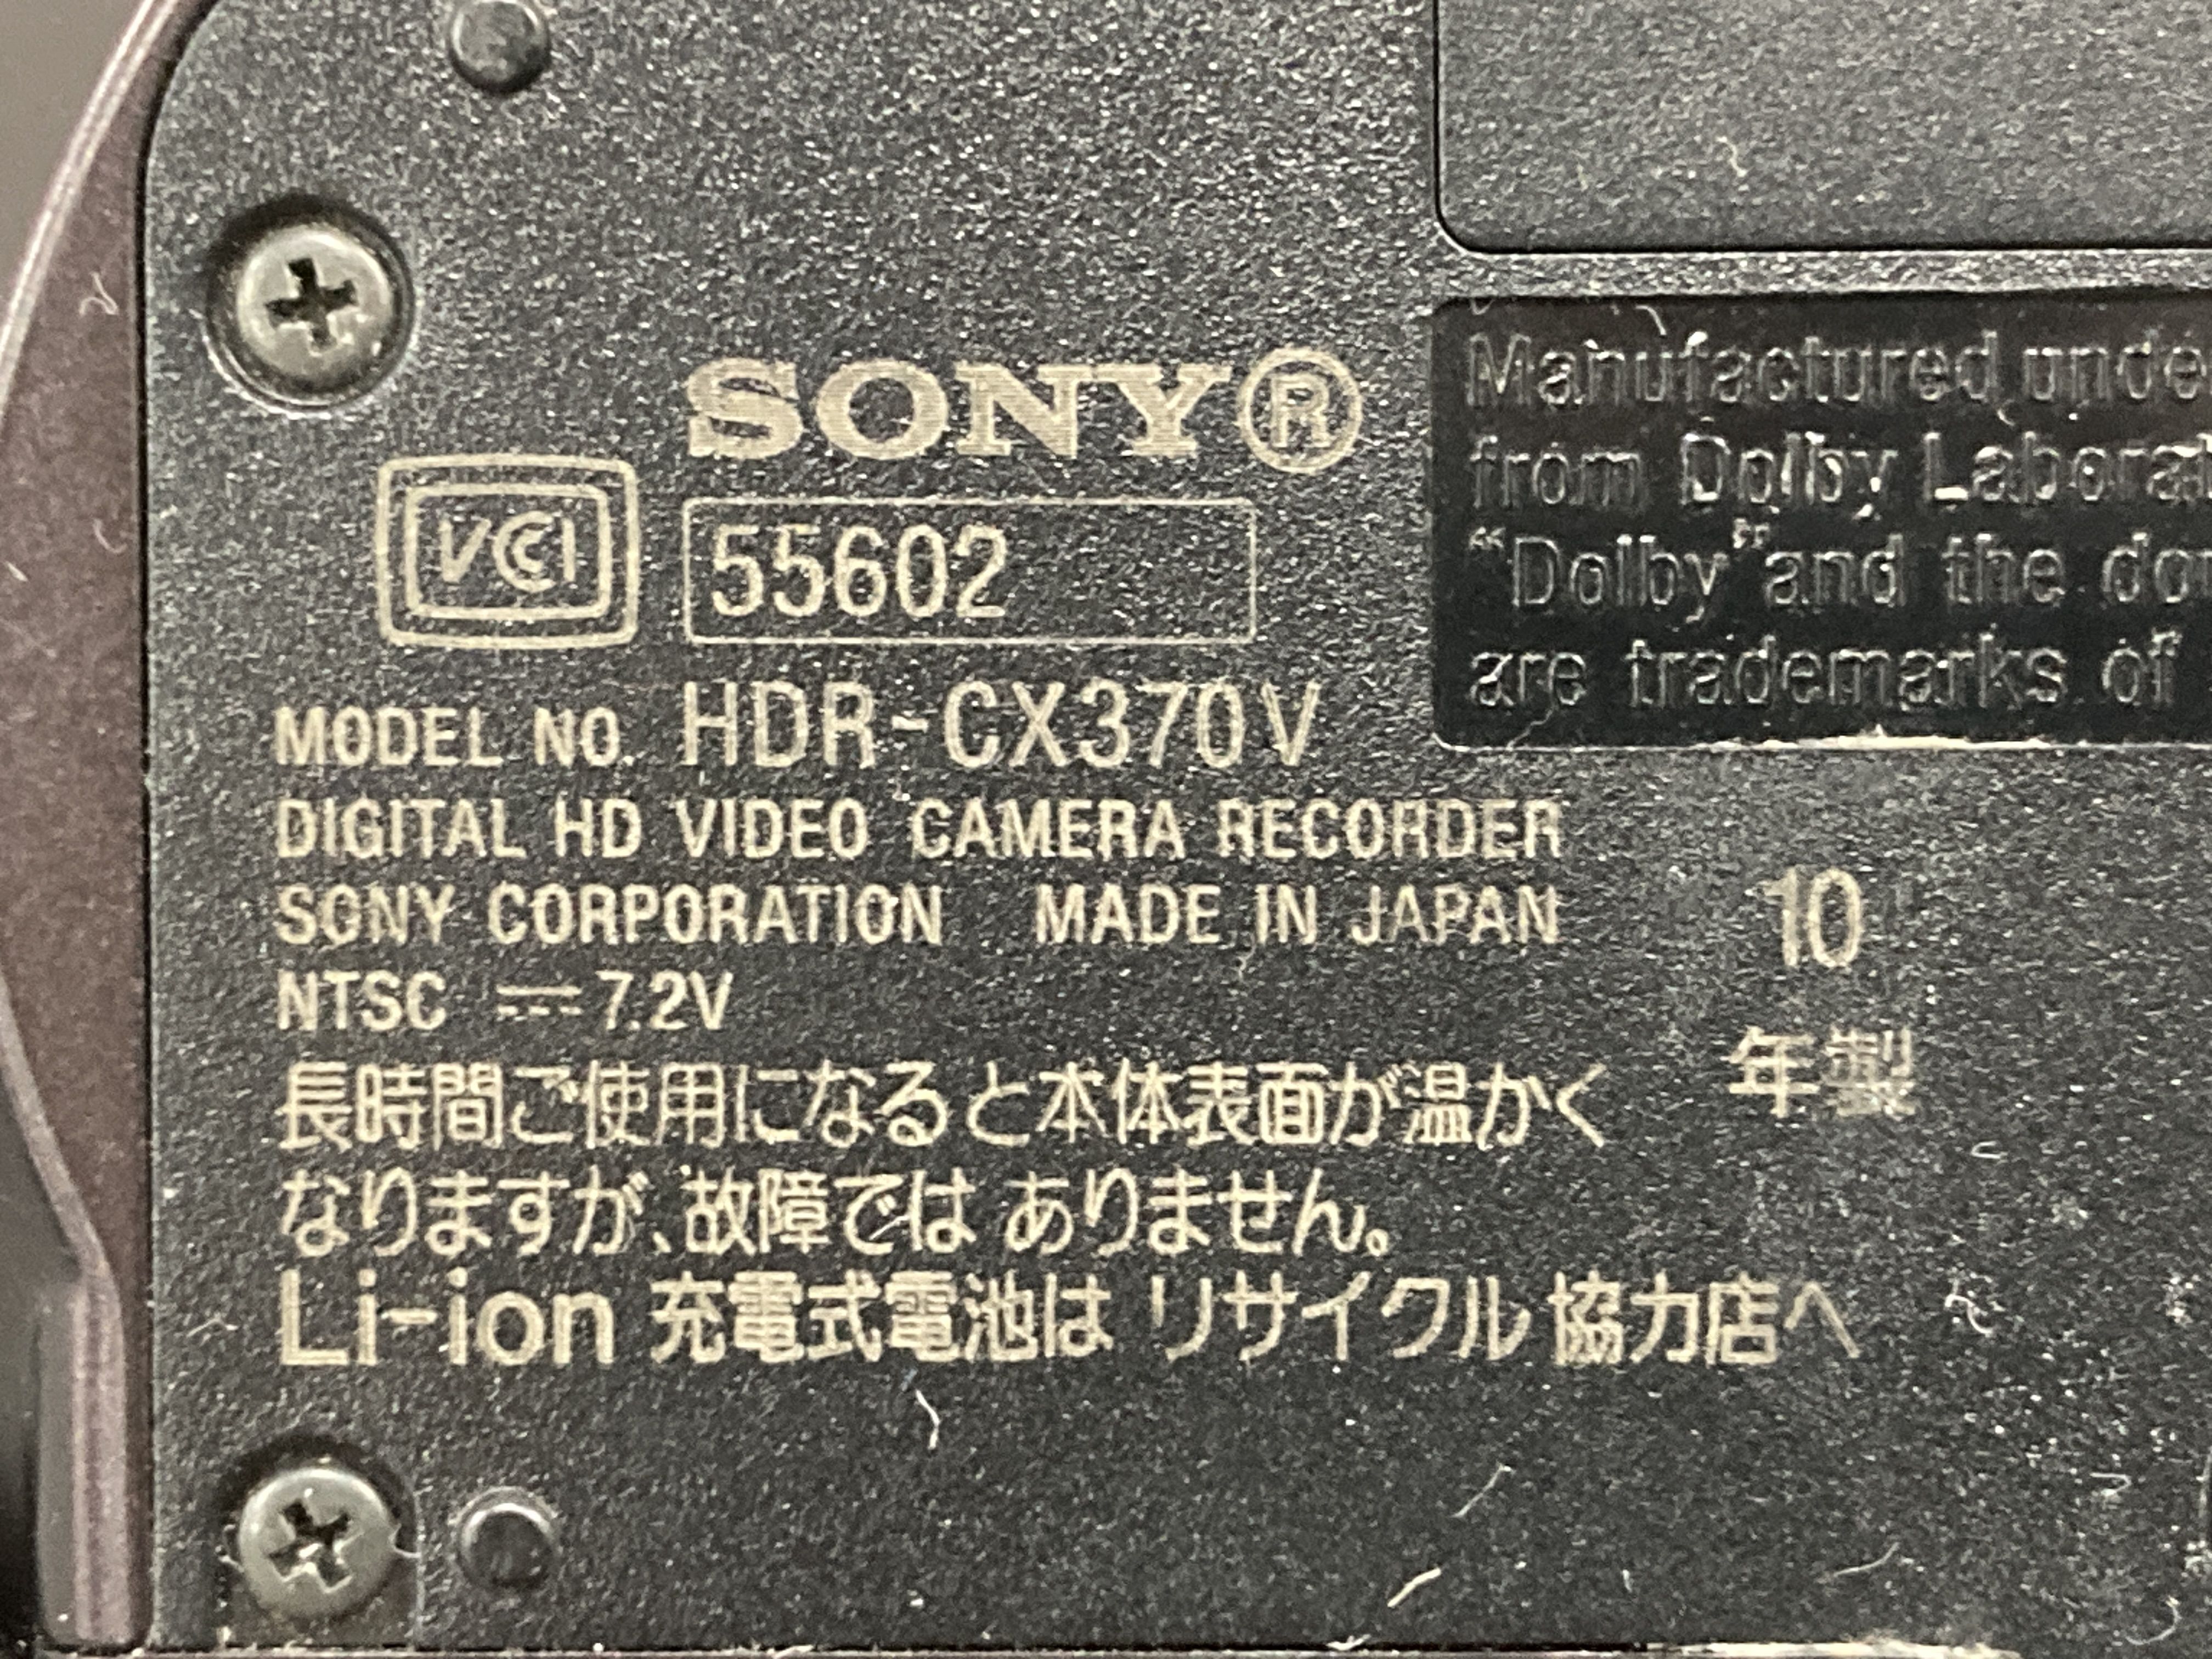 SONY®
VCCI
55602
MODEL NO. HDR-CX370V
DIGITAL HD VIDEO CAMERA RECORDER
SONY CORPORATION MADE IN JAPAN
NTSC ⎓7.2V
長時間ご使用になると本体表面が温かく
なりますが、故障では ありません。
Li-ion 充電式電池は リサイクル 協力店へ
10
年製
Manufactured unde
from Dolby Laborat
“Dolby” and the dou
are trademarks of